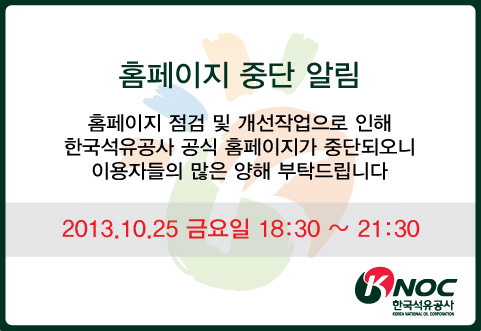 홈페이지 중단 알림
홈페이지 점검 및 개선작업으로 인해
한국석유공사 공식 홈페이지가 중단되오니
이용자들의 많은 양해 부탁드립니다
2013.10.25 금요일 18:30 ~ 21:30
KNOC
한국석유공사
KOREA NATIONAL OIL CORPORATION